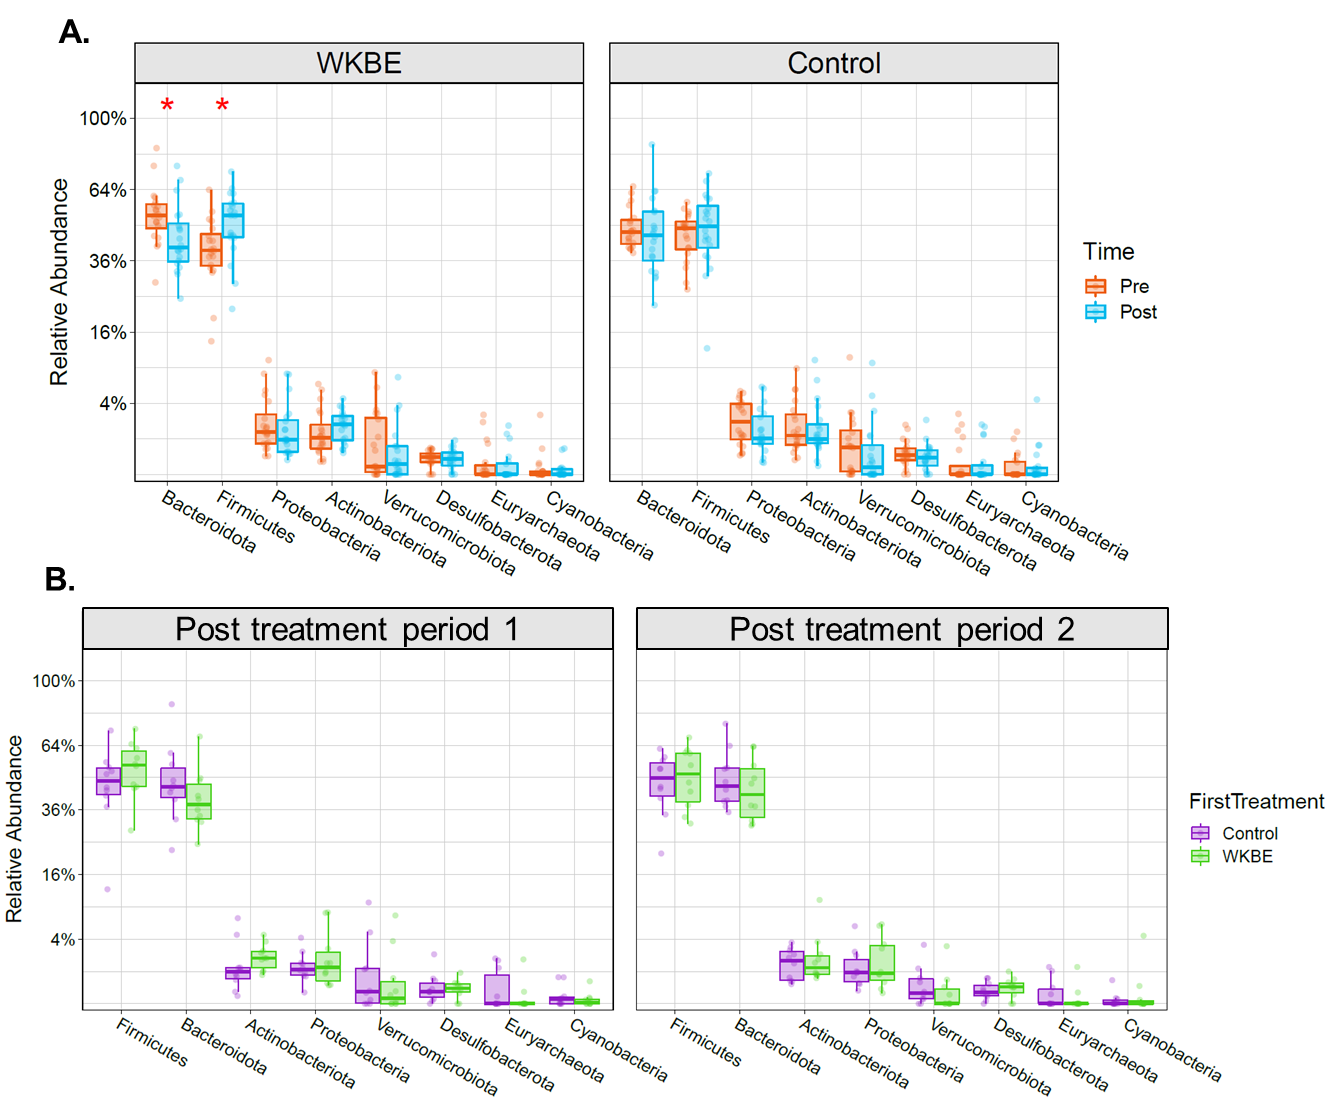 A.
WKBE
Control
* *
100%
64%
36%
16%
4%
Relative Abundance
Time
Pre
Post
Bacteroidota
Firmicutes
Proteobacteria
Actinobacteriota
Verrucomicrobiota
Desulfobacterota
Euryarchaeota
Cyanobacteria
Bacteroidota
Firmicutes
Proteobacteria
Actinobacteriota
Verrucomicrobiota
Desulfobacterota
Euryarchaeota
Cyanobacteria
B.
Post treatment period 1
Post treatment period 2
100%
64%
36%
16%
4%
Relative Abundance
FirstTreatment
Control
WKBE
Firmicutes
Bacteroidota
Actinobacteriota
Proteobacteria
Verrucomicrobiota
Desulfobacterota
Euryarchaeota
Cyanobacteria
Firmicutes
Bacteroidota
Actinobacteriota
Proteobacteria
Verrucomicrobiota
Desulfobacterota
Euryarchaeota
Cyanobacteria